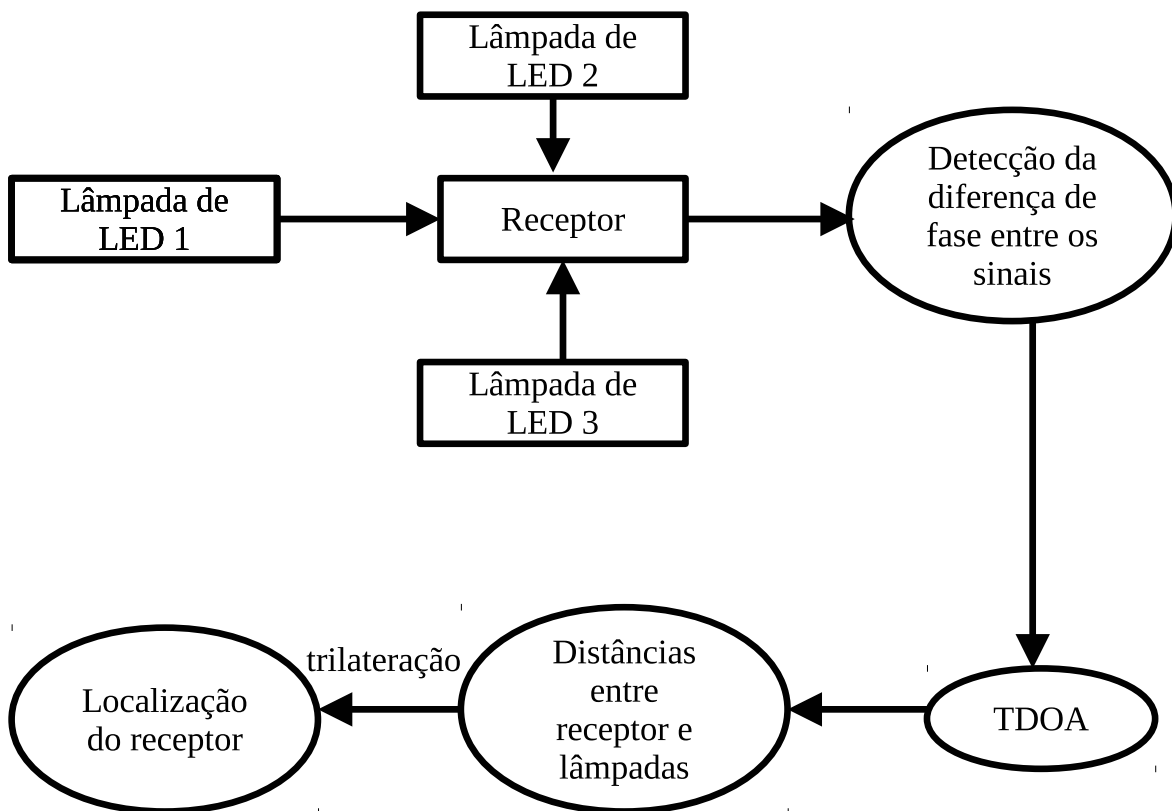 Lâmpada de
LED 2
Lâmpada de
LED 1
Receptor
Detecção da
diferença de
fase entre os
sinais
Lâmpada de
LED 3
trilateração
Localização
do receptor
Distâncias
entre
receptor e
lâmpadas
TDOA